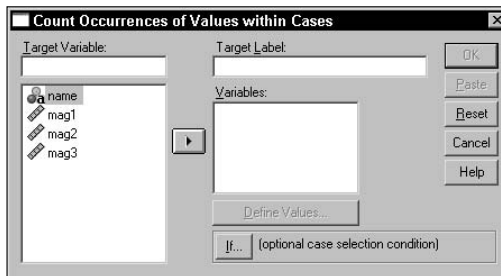 Count Occurrences of Values within Cases
Target Variable:
Target Label:
name
mag1
mag2
mag3
Variables:
Define Values...
If...
(optional case selection condition)
OK
Paste
Reset
Cancel
Help